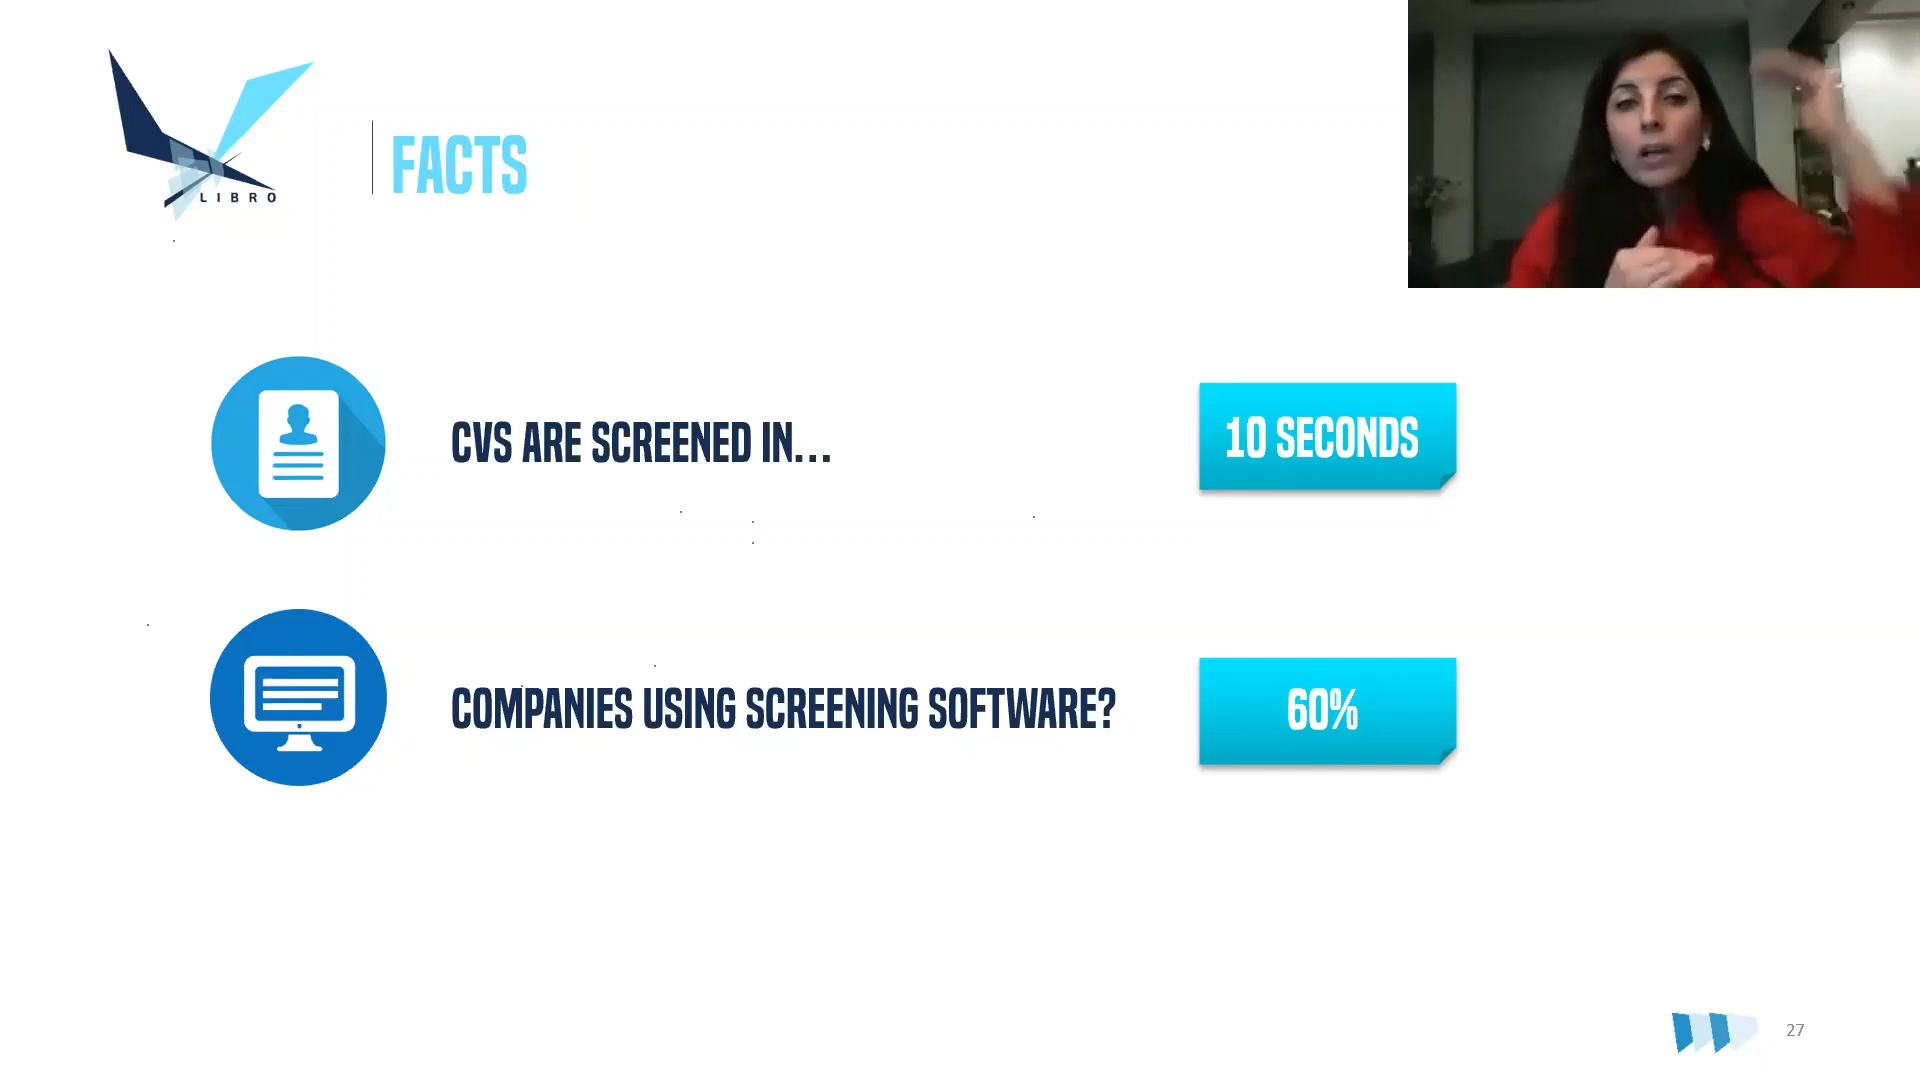 LIBRO
FACTS
CVS ARE SCREENED IN...
10 SECONDS
COMPANIES USING SCREENING SOFTWARE?
60%
27